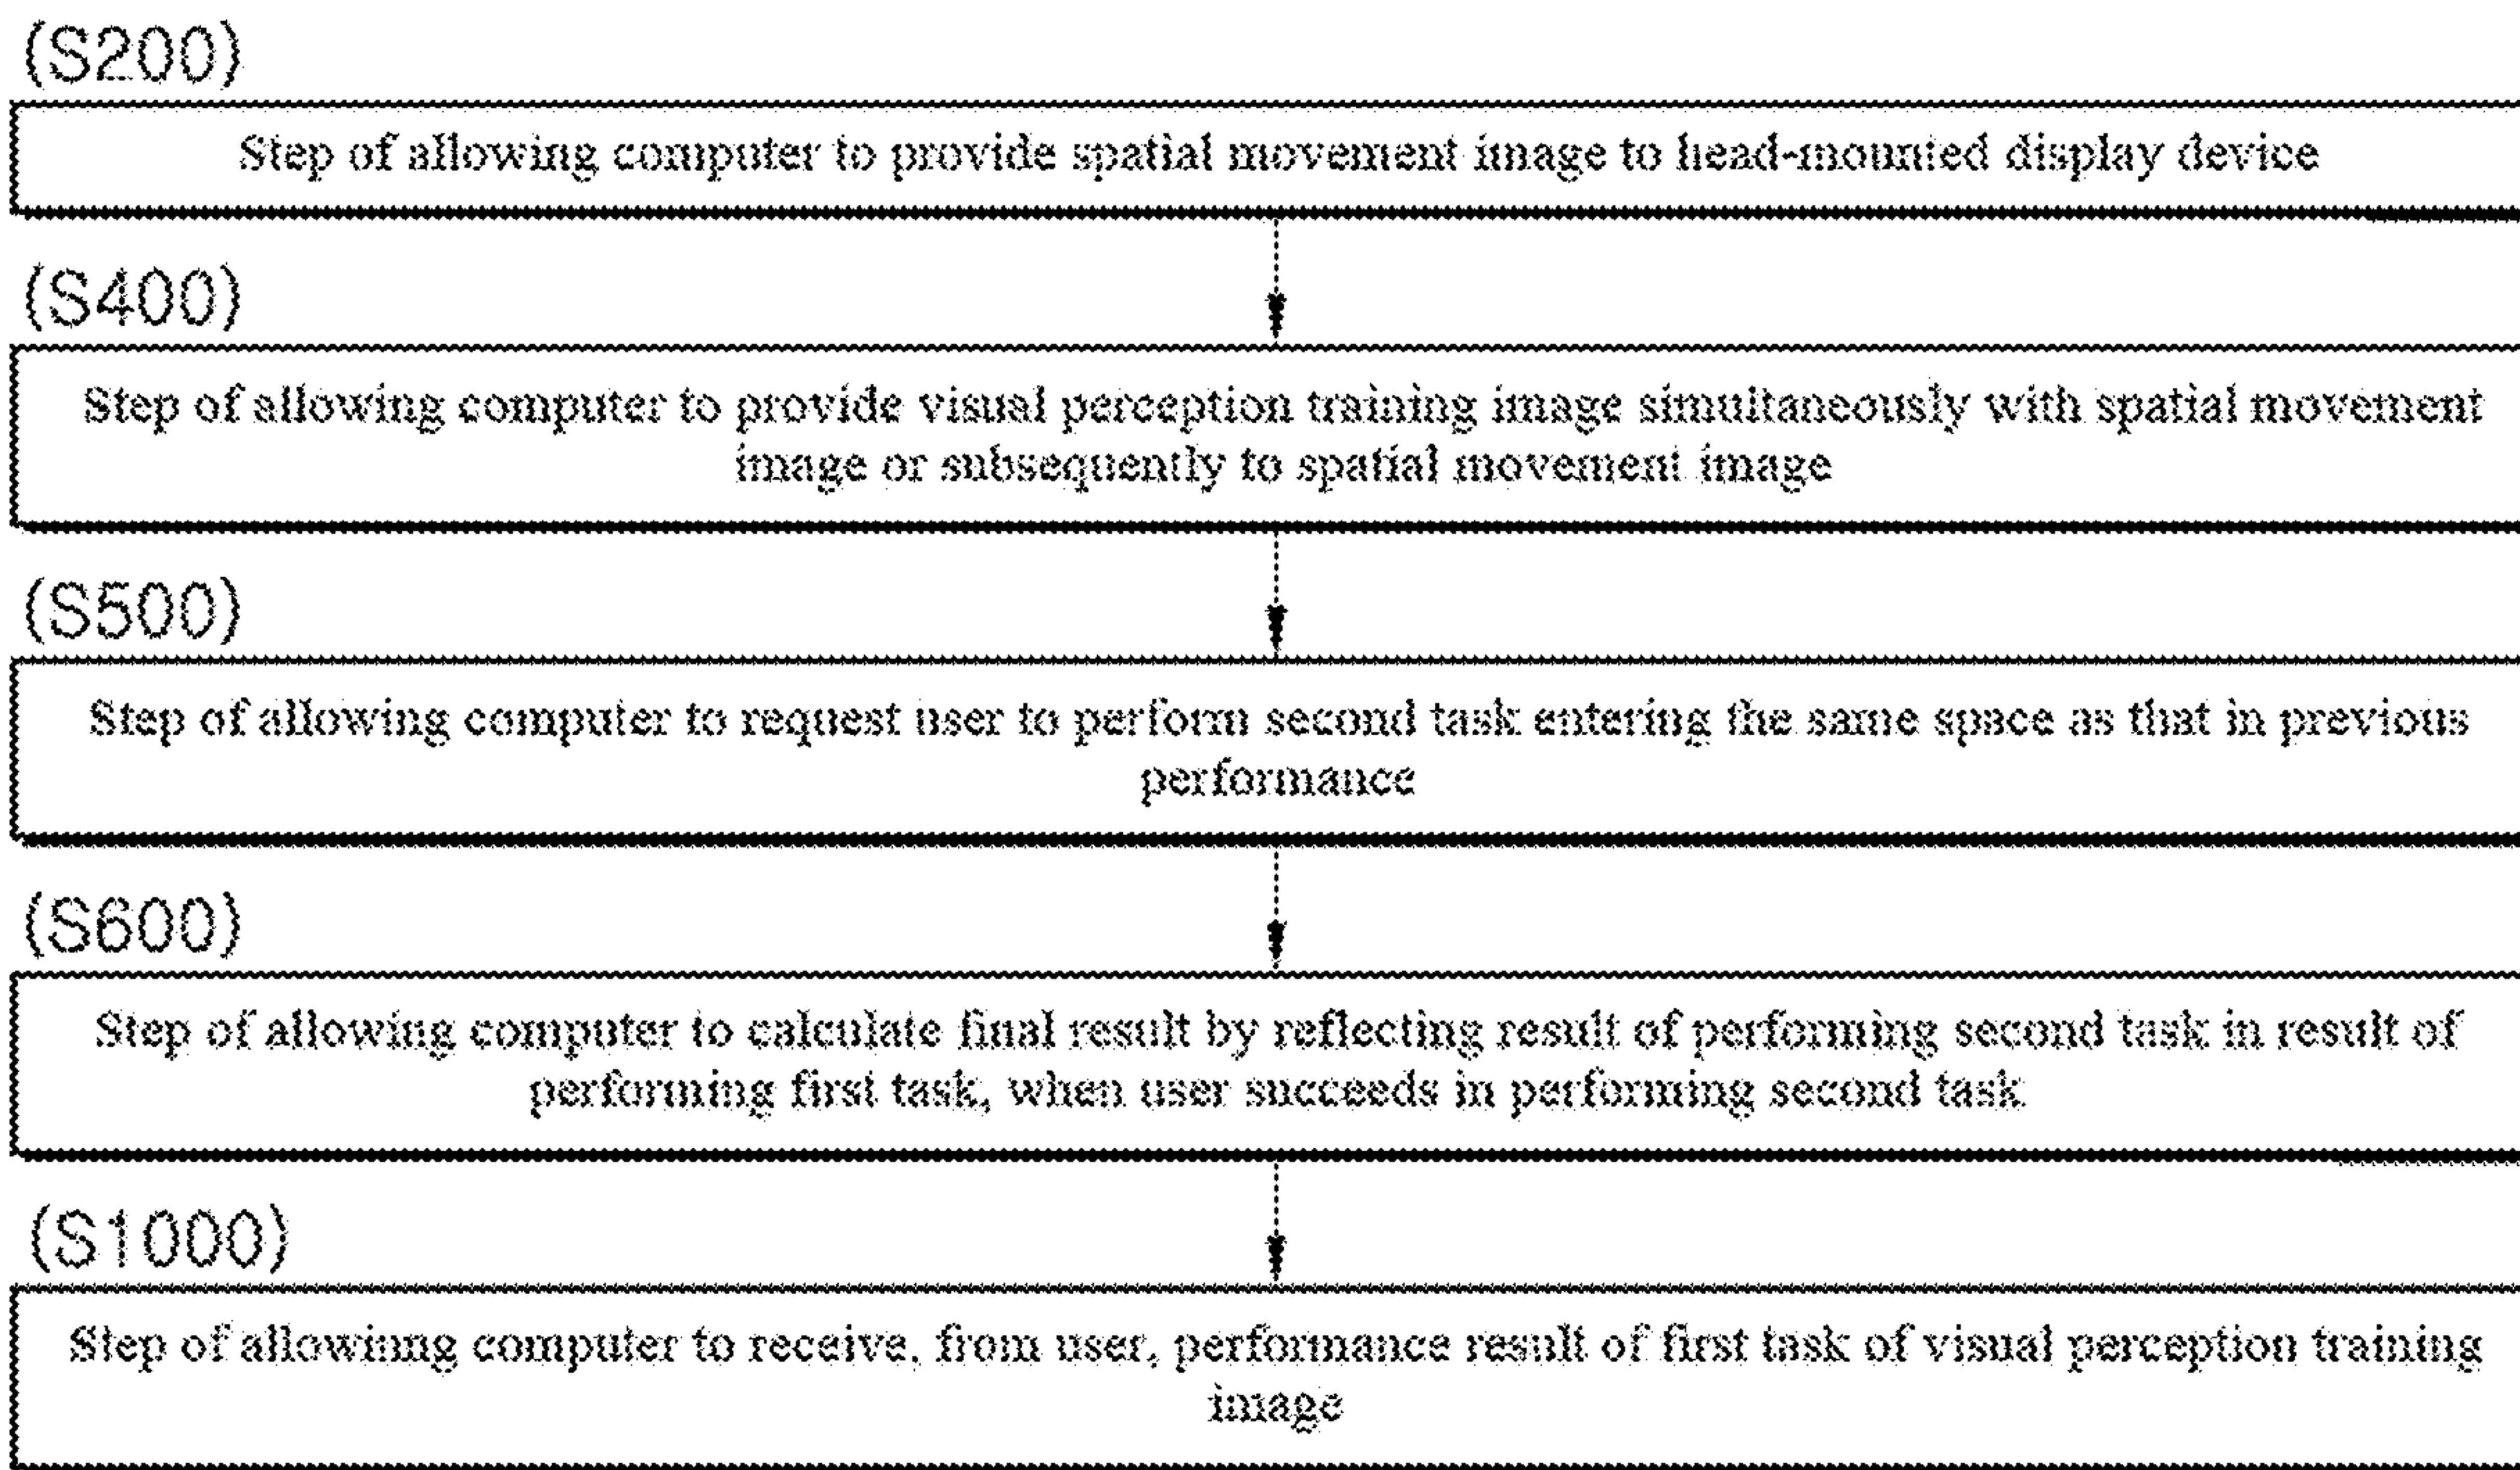 (S200)
Step of allowing computer to provide spatial movement image to head-mounted display device
(S400)
Step of allowing computer to provide visual perception training image simultaneously with spatial movement
image or subsequently to spatial movement image
(S500)
Step of allowing computer to request user to perform second task entering the same space as that in previous
performance
(S600)
Step of allowing computer to calculate final result by reflecting result of performing second task in result of
performing first task, when user succeeds in performing second task
(S1000)
Step of allowinng computer to receive, from user, performance result of first task of visual perception training
image